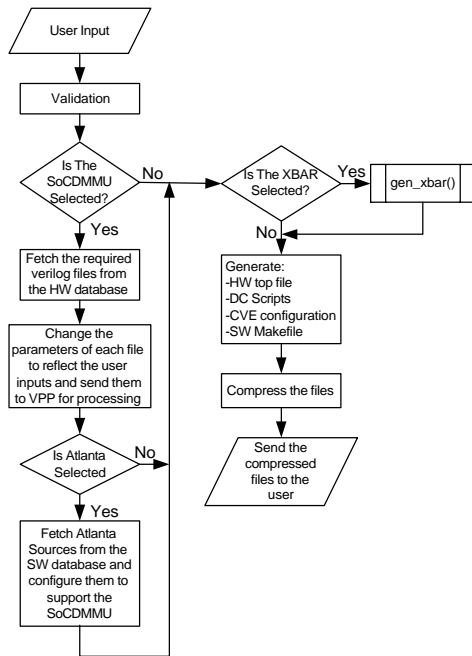 User Input
Validation
Is The
SoCDMMU
Selected?
No
Yes
Fetch the required
verilog files from
the HW database
Change the
parameters of each file
to reflect the user
inputs and send them
to VPP for processing
Is Atlanta
Selected
No
Yes
Fetch Atlanta
Sources from the
SW database and
configure them to
support the
SoCDMMU
Is The XBAR
Selected?
Yes
gen_xbar()
No
Generate:
-HW top file
-DC Scripts
-CVE configuration
-SW Makefile
Compress the files
Send the
compressed
files to the
user